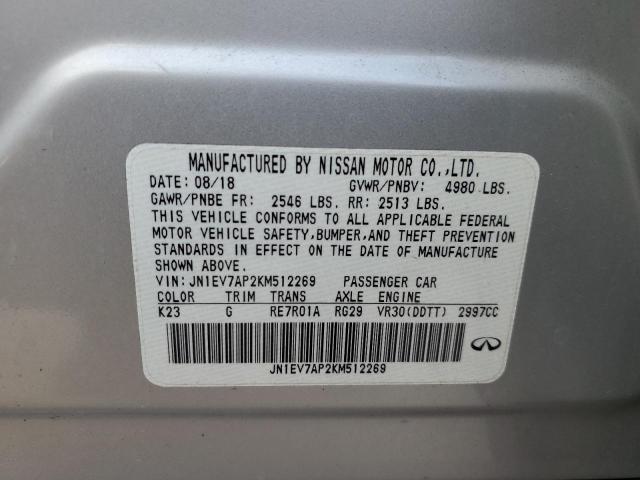 MANUFACTURED BY NISSAN MOTOR CO.,LTD.
DATE: 08/18 GVWR/PNBV: 4980 LBS.
GAWR/PNBE FR: 2546 LBS. RR: 2513 LBS.
THIS VEHICLE CONFORMS TO ALL APPLICABLE FEDERAL
MOTOR VEHICLE SAFETY,BUMPER,AND THEFT PREVENTION
STANDARDS IN EFFECT ON THE DATE OF MANUFACTURE
SHOWN ABOVE.
VIN: JN1EV7AP2KM512269 PASSENGER CAR
COLOR TRIM TRANS AXLE ENGINE
K23 G RE7R01A RG29 VR30(DDTT) 2997CC
JN1EV7AP2KM512269